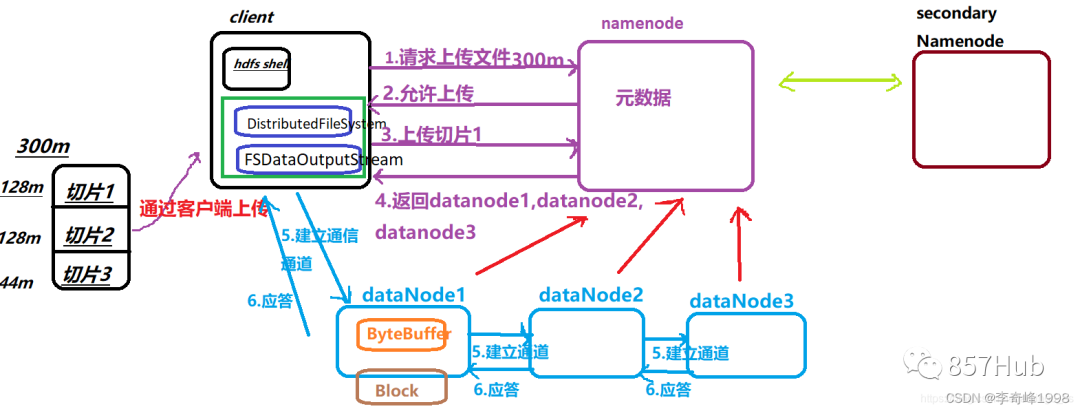 client
namenode
secondary
Namenode
hdfs shell
1.请求上传文件300m
2.允许上传
元数据
DistributedFileSystem
3.上传切片1
FSDataOutputStream
300m
128m
切片1
4.返回datanode1,datanode2,
datanode3
通过客户端上传
128m
切片2
5.建立通信
通道
44m
切片3
6.应答
dataNode1
dataNode2
dataNode3
ByteBuffer
5.建立通道
5.建立通道
Block
6.应答
6.应答
857Hub
CSDN @李奇峰1998